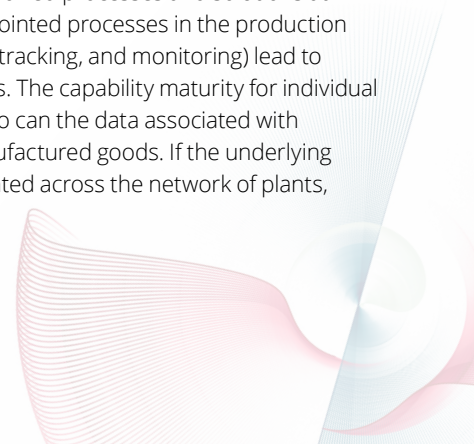 ointed processes in the production
tracking, and monitoring) lead to
s. The capability maturity for individual
o can the data associated with
ufactured goods. If the underlying
ted across the network of plants,